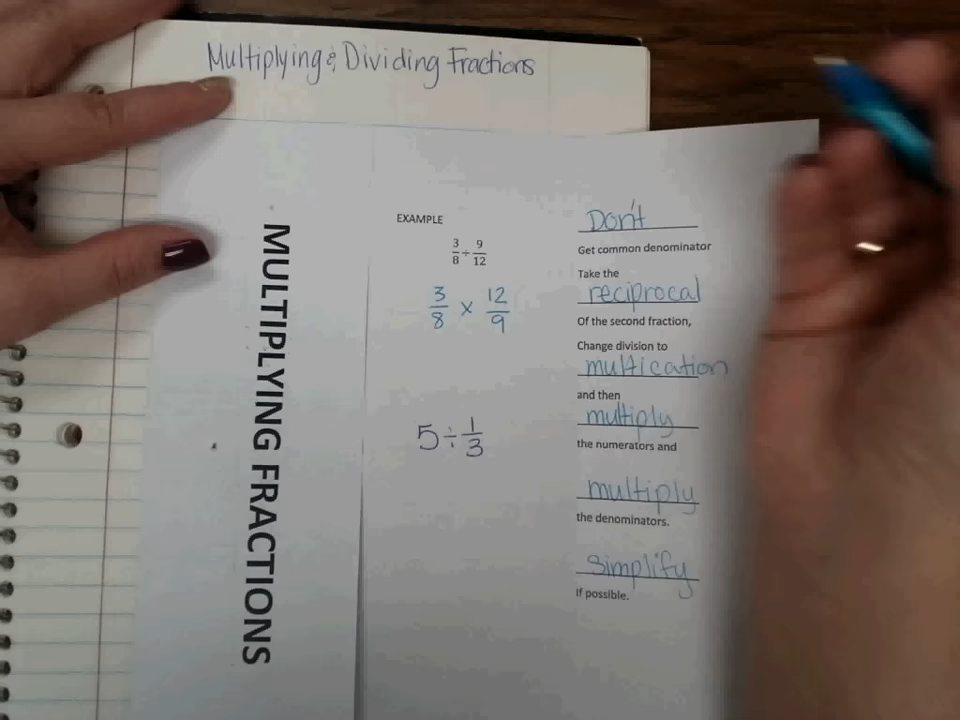 Multiplying & Dividing Fractions
MULTIPLYING FRACTIONS
EXAMPLE
3/8 ÷ 9/12
3/8 × 12/9
5 ÷ 1/3
Don't
Get common denominator
Take the
reciprocal
Of the second fraction,
Change division to
multication
and then
multiply
the numerators and
multiply
the denominators.
simplify
If possible.